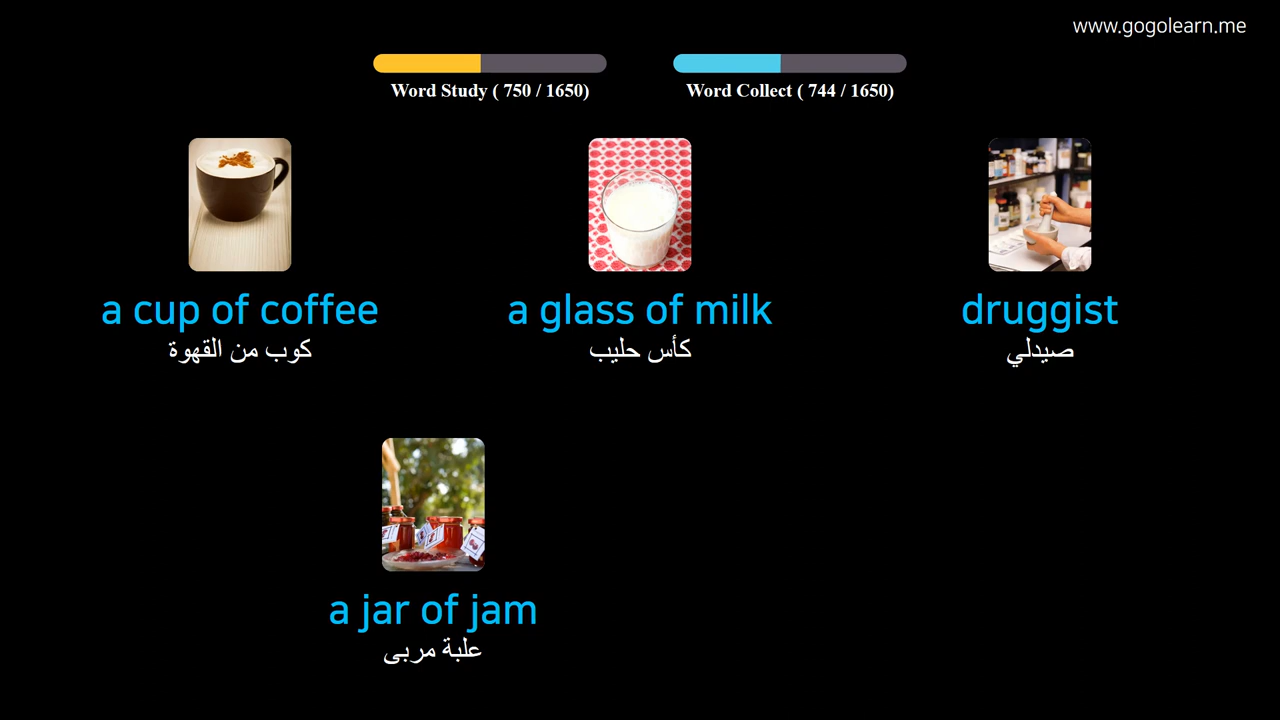 www.gogolearn.me
Word Study ( 750 / 1650)
Word Collect ( 744 / 1650)
a cup of coffee
كوب من القهوة
a glass of milk
كأس حليب
druggist
صيدلي
a jar of jam
علبة مربى